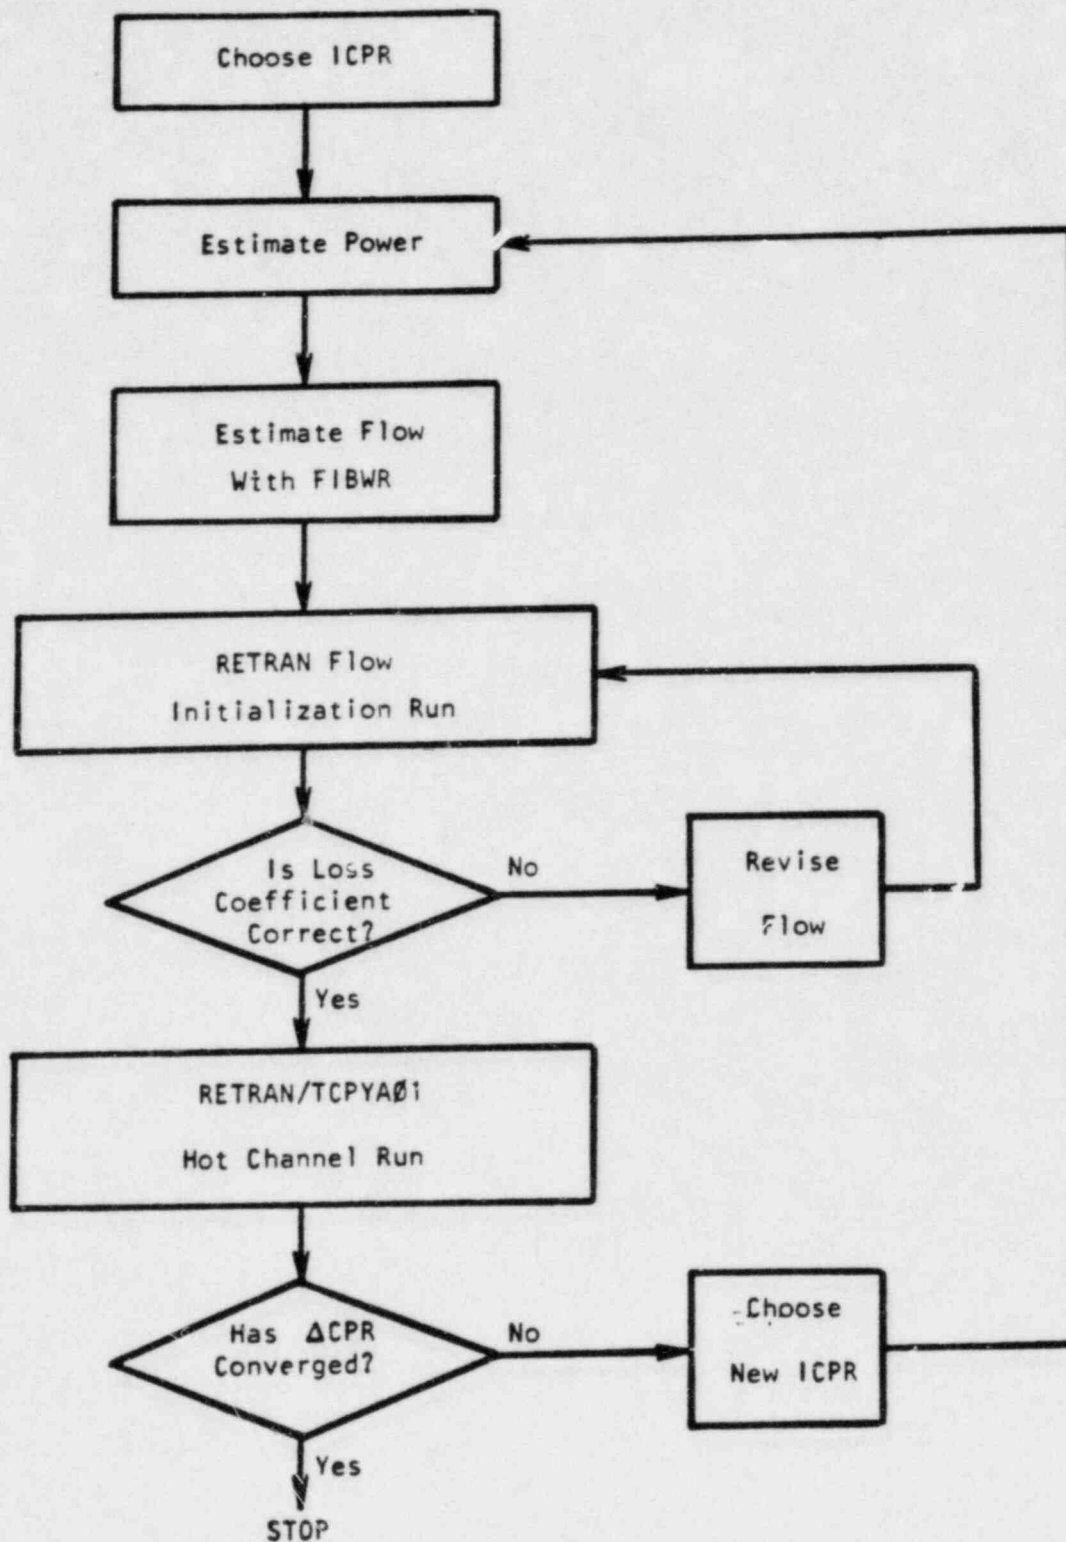 Choose ICPR
Estimate Power
Estimate Flow
With FIBWR
RETRAN Flow
Initialization Run
Is Loss
Coefficient
Correct?
No
Revise
Flow
Yes
RETRAN/TCPYAØ1
Hot Channel Run
Has ΔCPR
Converged?
No
Choose
New ICPR
Yes
STOP